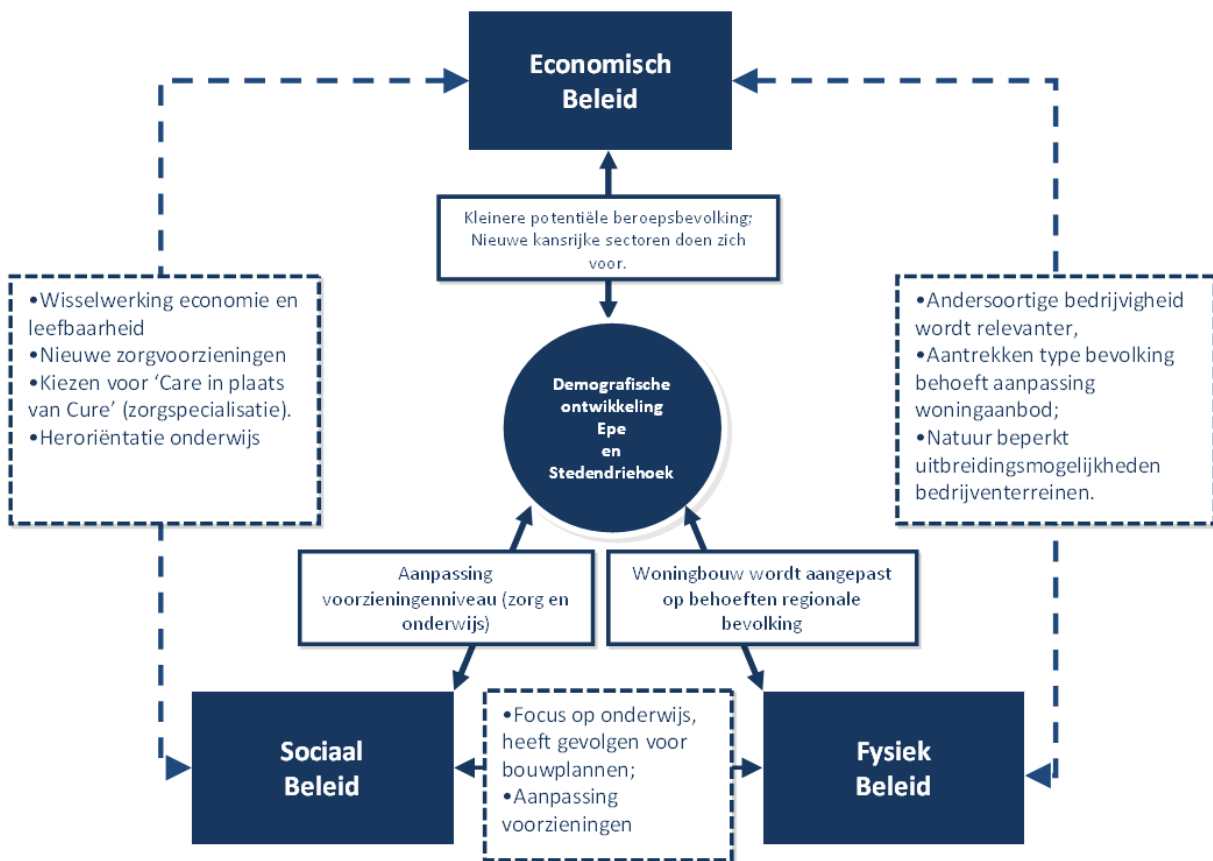 Economisch
Beleid
Kleinere potentiële beroepsbevolking;
Nieuwe kansrijke sectoren doen zich
voor.
•Wisselwerking economie en
leefbaarheid
•Nieuwe zorgvoorzieningen
•Kiezen voor ‘Care in plaats
van Cure’ (zorgspecialisatie).
•Heroriëntatie onderwijs
•Andersoortige bedrijvigheid
wordt relevanter,
•Aantrekken type bevolking
behoeft aanpassing
woningaanbod;
•Natuur beperkt
uitbreidingsmogelijkheden
bedrijventerreinen.
Demografische
ontwikkeling
Epe
en
Stedendriehoek
Aanpassing
voorzieningenniveau (zorg en
onderwijs)
Woningbouw wordt aangepast
op behoeften regionale
bevolking
Sociaal
Beleid
•Focus op onderwijs,
heeft gevolgen voor
bouwplannen;
•Aanpassing
voorzieningen
Fysiek
Beleid